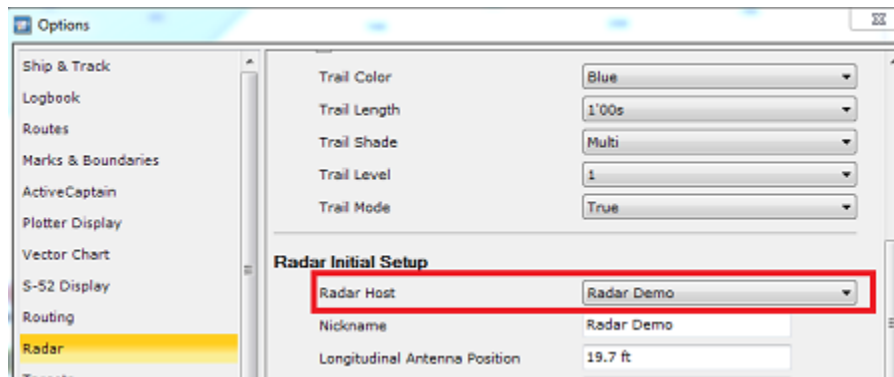 Options
Ship & Track
Logbook
Routes
Marks & Boundaries
ActiveCaptain
Plotter Display
Vector Chart
S-52 Display
Routing
Radar
Trail Color Blue
Trail Length 1'00s
Trail Shade Multi
Trail Level 1
Trail Mode True
Radar Initial Setup
Radar Host Radar Demo
Nickname Radar Demo
Longitudinal Antenna Position 19.7 ft